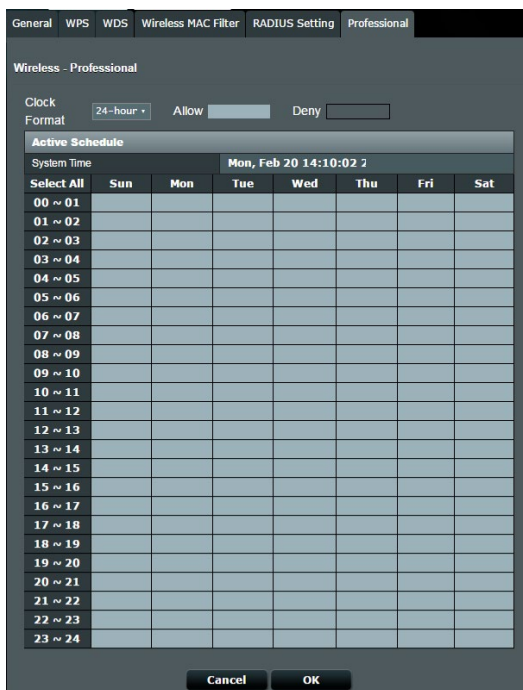 General WPS WDS Wireless MAC Filter RADIUS Setting Professional
Wireless - Professional
Clock Format 24-hour Allow Deny
Active Schedule
System Time Mon, Feb 20 14:10:02 2
Select All Sun Mon Tue Wed Thu Fri Sat
00 ~ 01
01 ~ 02
02 ~ 03
03 ~ 04
04 ~ 05
05 ~ 06
06 ~ 07
07 ~ 08
08 ~ 09
09 ~ 10
10 ~ 11
11 ~ 12
12 ~ 13
13 ~ 14
14 ~ 15
15 ~ 16
16 ~ 17
17 ~ 18
18 ~ 19
19 ~ 20
20 ~ 21
21 ~ 22
22 ~ 23
23 ~ 24
Cancel OK